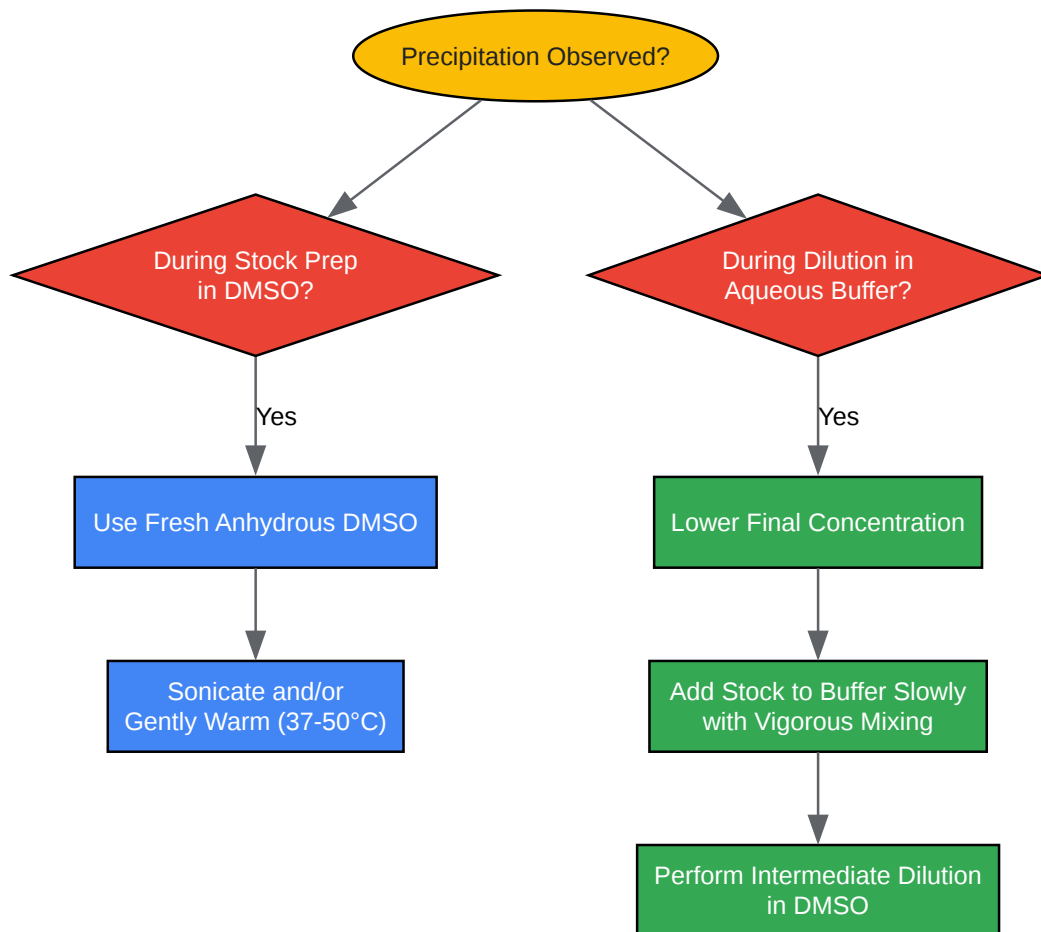 Precipitation Observed?
During Stock Prep
in DMSO?
During Dilution in
Aqueous Buffer?
Yes
Yes
Use Fresh Anhydrous DMSO
Lower Final Concentration
Sonicate and/or
Gently Warm (37-50°C)
Add Stock to Buffer Slowly
with Vigorous Mixing
Perform Intermediate Dilution
in DMSO